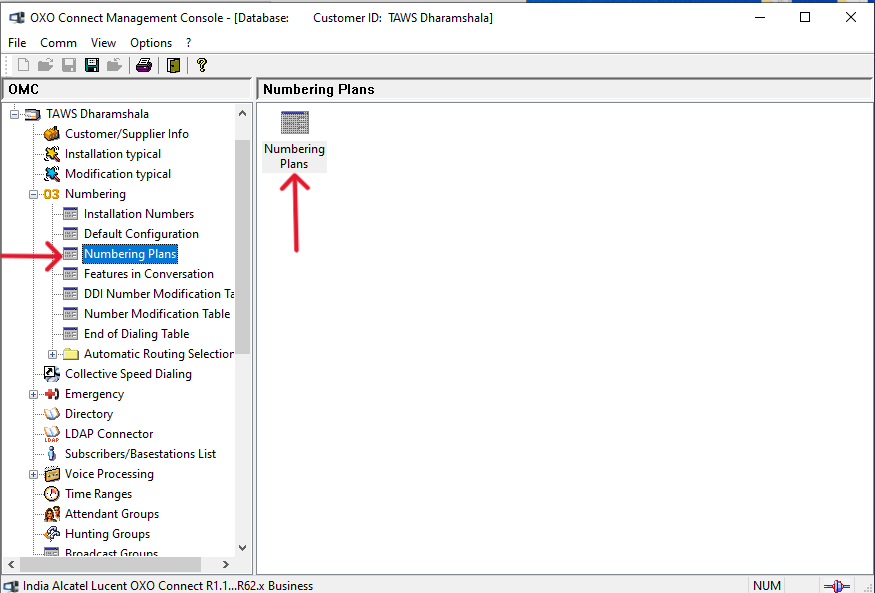 OXO Connect Management Console - [Database: Customer ID: TAWS Dharamshala]
File Comm View Options ?
OMC
Numbering Plans
TAWS Dharamshala
Customer/Supplier Info
Installation typical
Modification typical
03 Numbering
Installation Numbers
Default Configuration
Numbering Plans
Features in Conversation
DDI Number Modification Ta
Number Modification Table
End of Dialing Table
Automatic Routing Selection
Collective Speed Dialing
Emergency
Directory
LDAP LDAP Connector
Subscribers/Basestations List
Voice Processing
Time Ranges
Attendant Groups
Hunting Groups
Broadcast Groups
Numbering
Plans
India Alcatel Lucent OXO Connect R1.1...R62.x Business
NUM